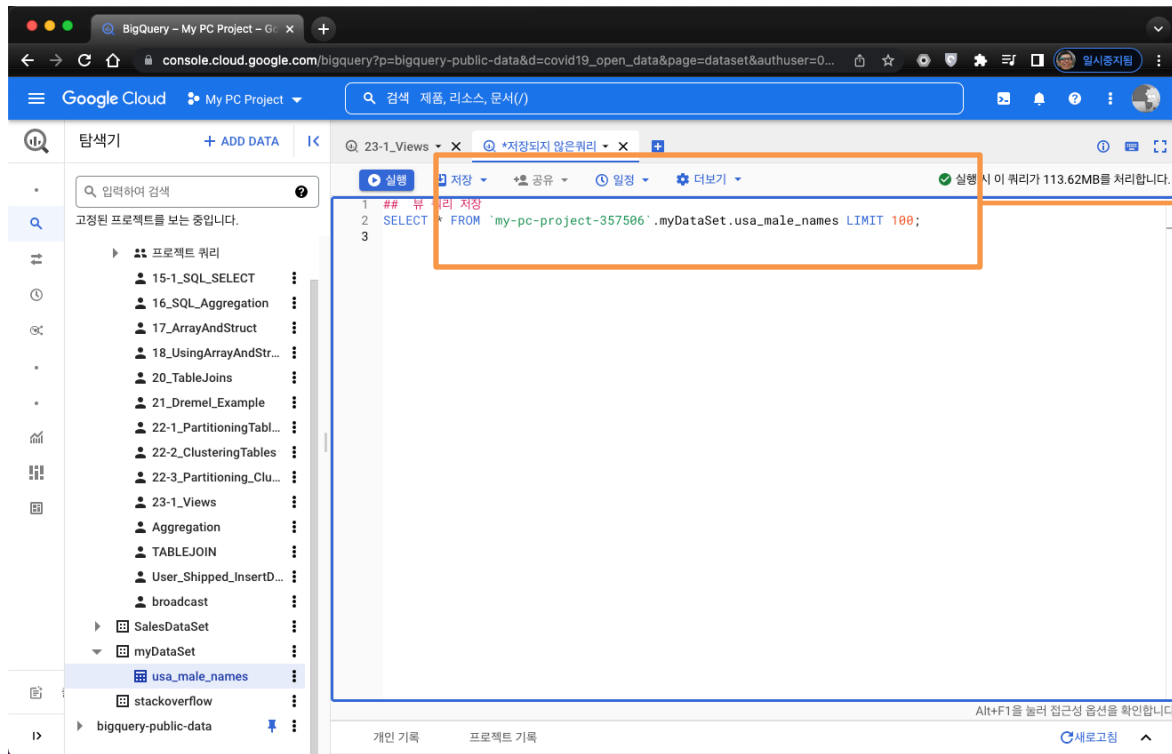 BigQuery – My PC Project – Go
console.cloud.google.com/bigquery?p=bigquery-public-data&d=covid19_open_data&page=dataset&authuser=0...
일시중지됨
Google Cloud
My PC Project
검색 제품, 리소스, 문서(/)
탐색기
+ ADD DATA
입력하여 검색
고정된 프로젝트를 보는 중입니다.
프로젝트 쿼리
15-1_SQL_SELECT
16_SQL_Aggregation
17_ArrayAndStruct
18_UsingArrayAndStr...
20_TableJoins
21_Dremel_Example
22-1_PartitioningTabl...
22-2_ClusteringTables
22-3_Partitioning_Clu...
23-1_Views
Aggregation
TABLEJOIN
User_Shipped_InsertD...
broadcast
SalesDataSet
myDataSet
usa_male_names
stackoverflow
bigquery-public-data
23-1_Views
*저장되지 않은쿼리
실행
저장
공유
일정
더보기
실행 시 이 쿼리가 113.62MB를 처리합니다.
1 ## 뷰 쿼리 저장
2 SELECT * FROM `my-pc-project-357506`.myDataSet.usa_male_names LIMIT 100;
3
Alt+F1을 눌러 접근성 옵션을 확인합니다
개인 기록
프로젝트 기록
새로고침